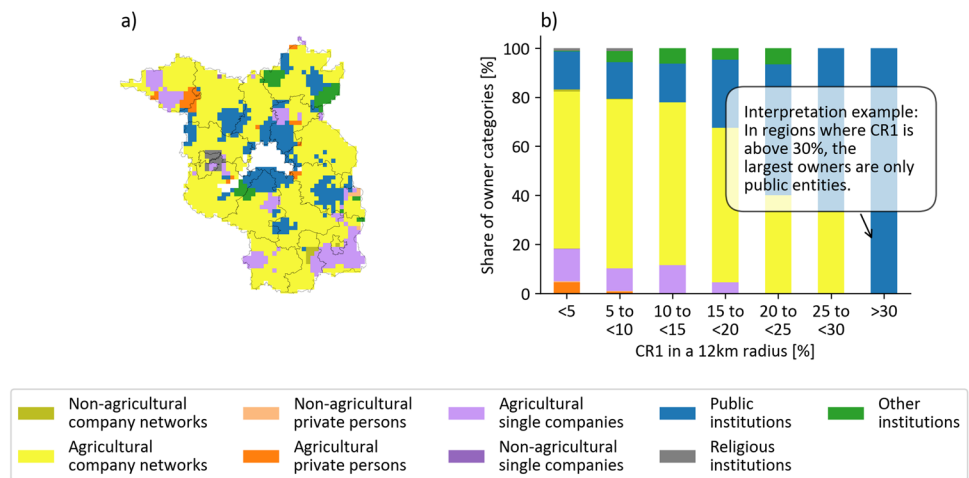 a)
b)
Share of owner categories [%]
100
80
60
40
20
0
Interpretation example:
In regions where CR1 is
above 30%, the
largest owners are only
public entities.
<5
5 to
<10
10 to
<15
15 to
<20
20 to
<25
25 to
<30
>30
CR1 in a 12km radius [%]
Non-agricultural
company networks
Non-agricultural
private persons
Agricultural
single companies
Public
institutions
Other
institutions
Agricultural
company networks
Agricultural
private persons
Non-agricultural
single companies
Religious
institutions